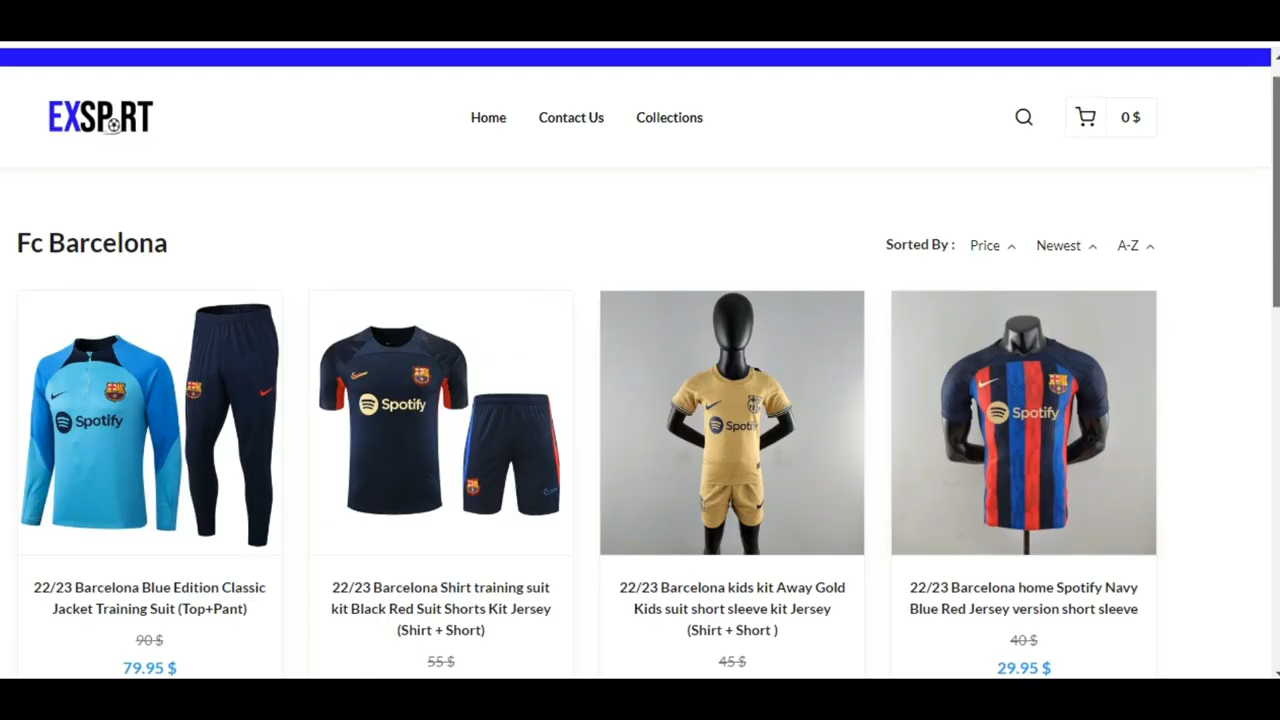 EXSPORT
Home
Contact Us
Collections
0 $
Fc Barcelona
Sorted By :
Price
Newest
A-Z
Spotify
Spotify
Spotify
Spotify
22/23 Barcelona Blue Edition Classic
Jacket Training Suit (Top+Pant)
90 $
79.95 $
22/23 Barcelona Shirt training suit
kit Black Red Suit Shorts Kit Jersey
(Shirt + Short)
55 $
22/23 Barcelona kids kit Away Gold
Kids suit short sleeve kit Jersey
(Shirt + Short )
45 $
22/23 Barcelona home Spotify Navy
Blue Red Jersey version short sleeve
40 $
29.95 $